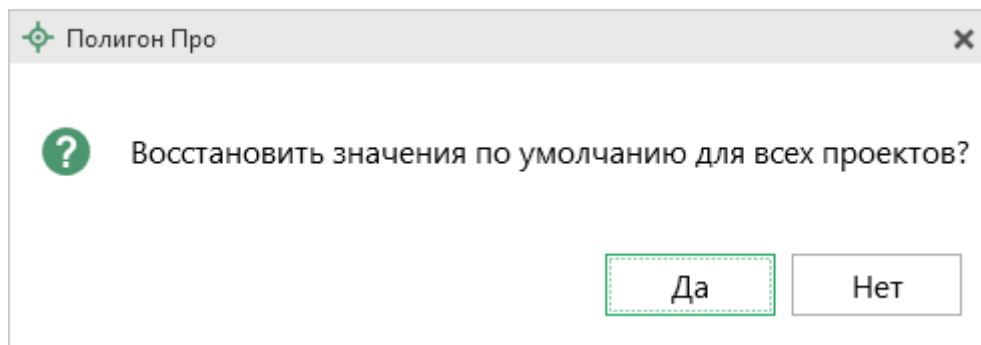 Полигон Про
Восстановить значения по умолчанию для всех проектов?
Да
Нет